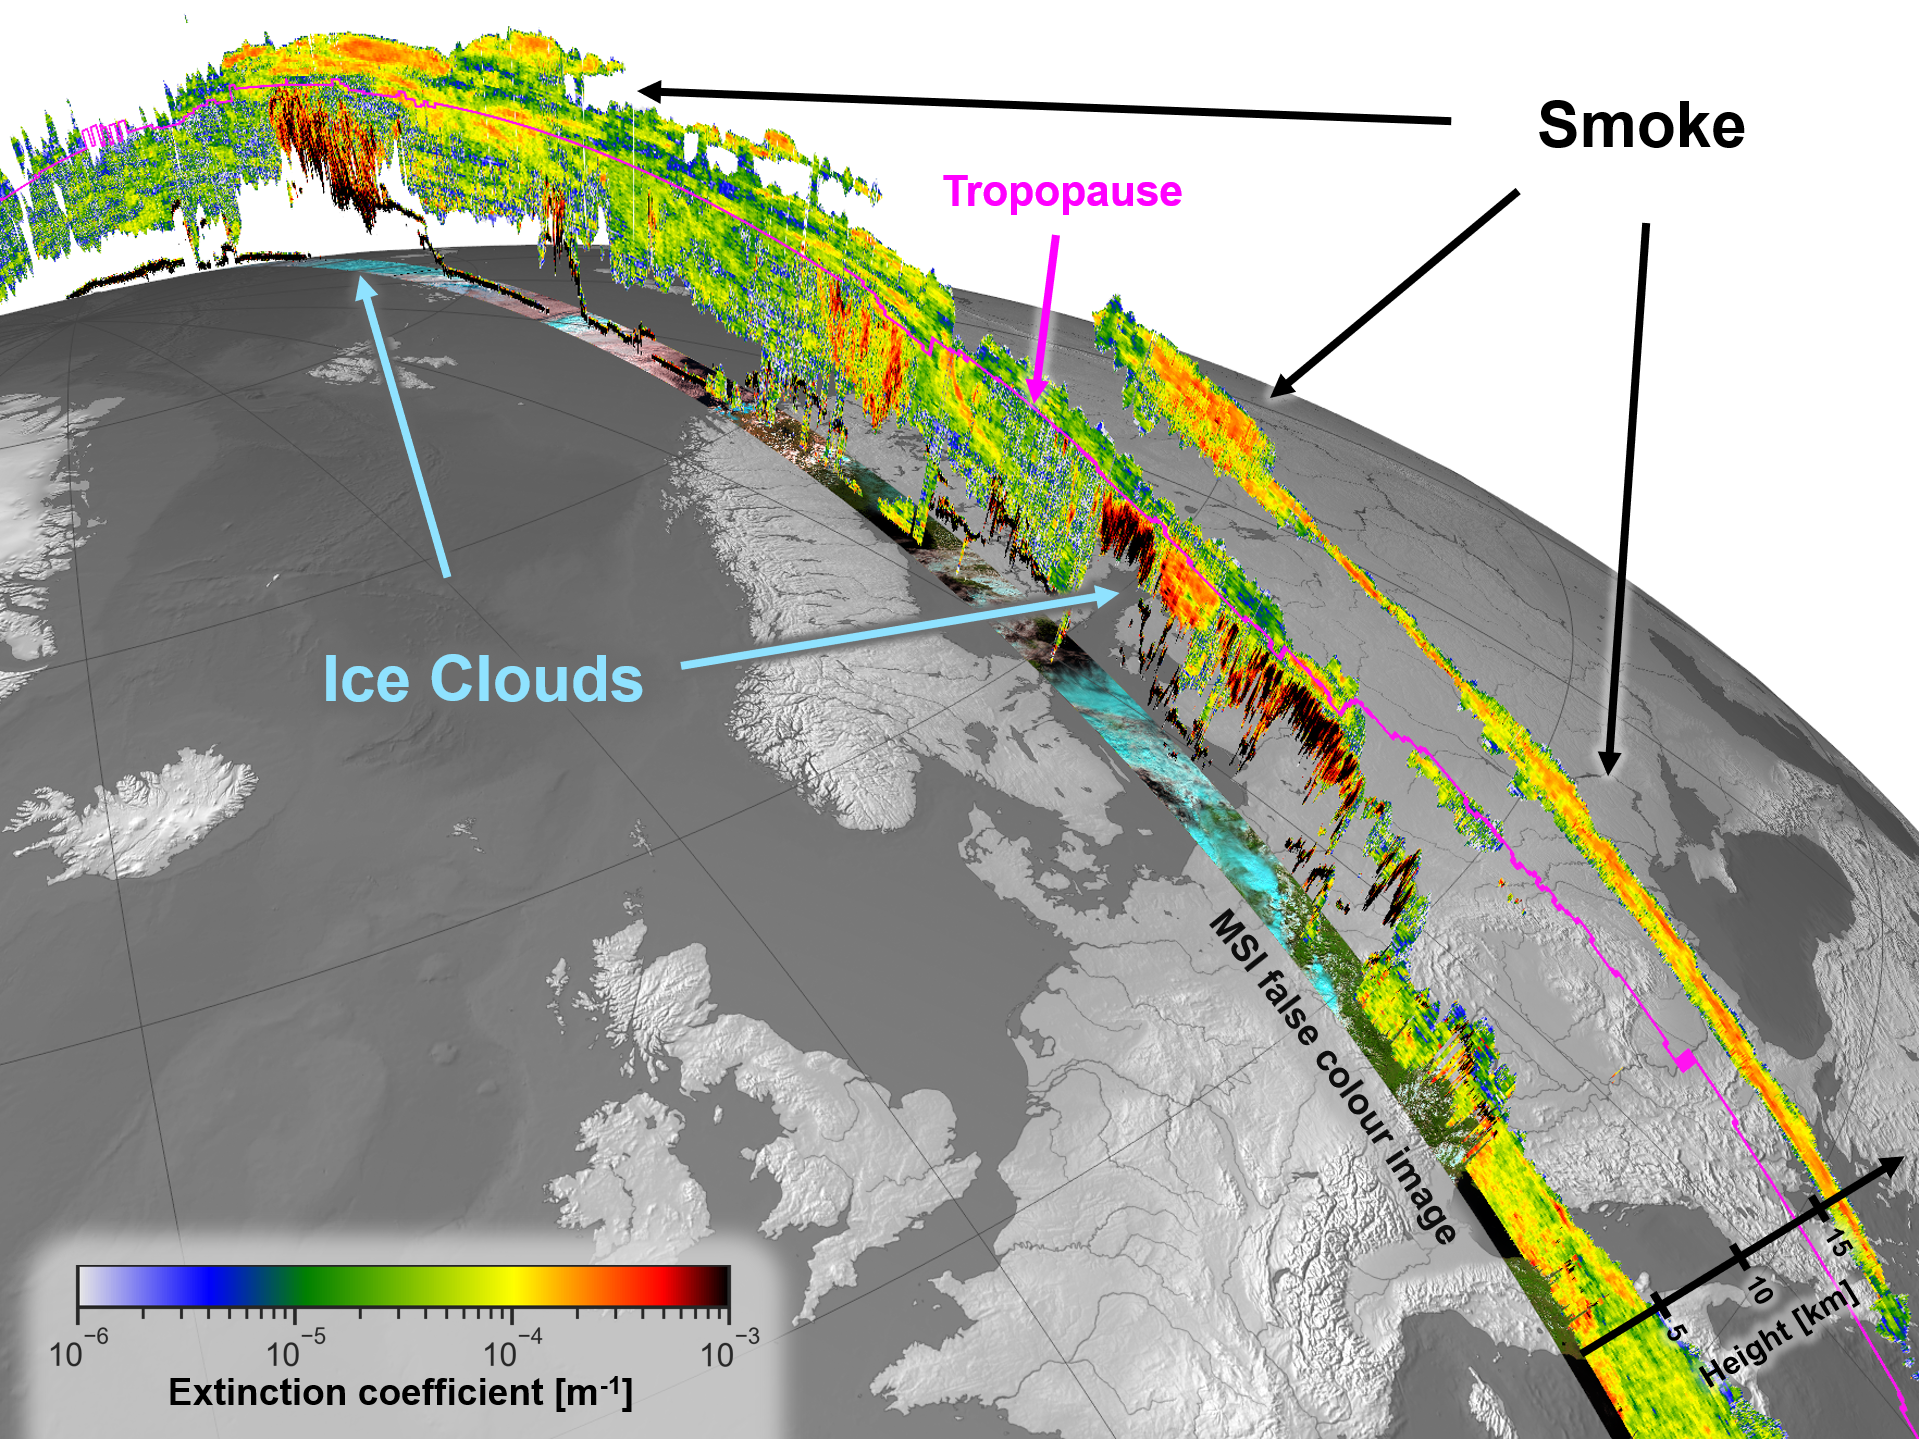 Smoke
Tropopause
Ice Clouds
MSI false colour image
15
10
5
Height [km]
10⁻⁶ 10⁻⁵ 10⁻⁴ 10⁻³
Extinction coefficient [m⁻¹]